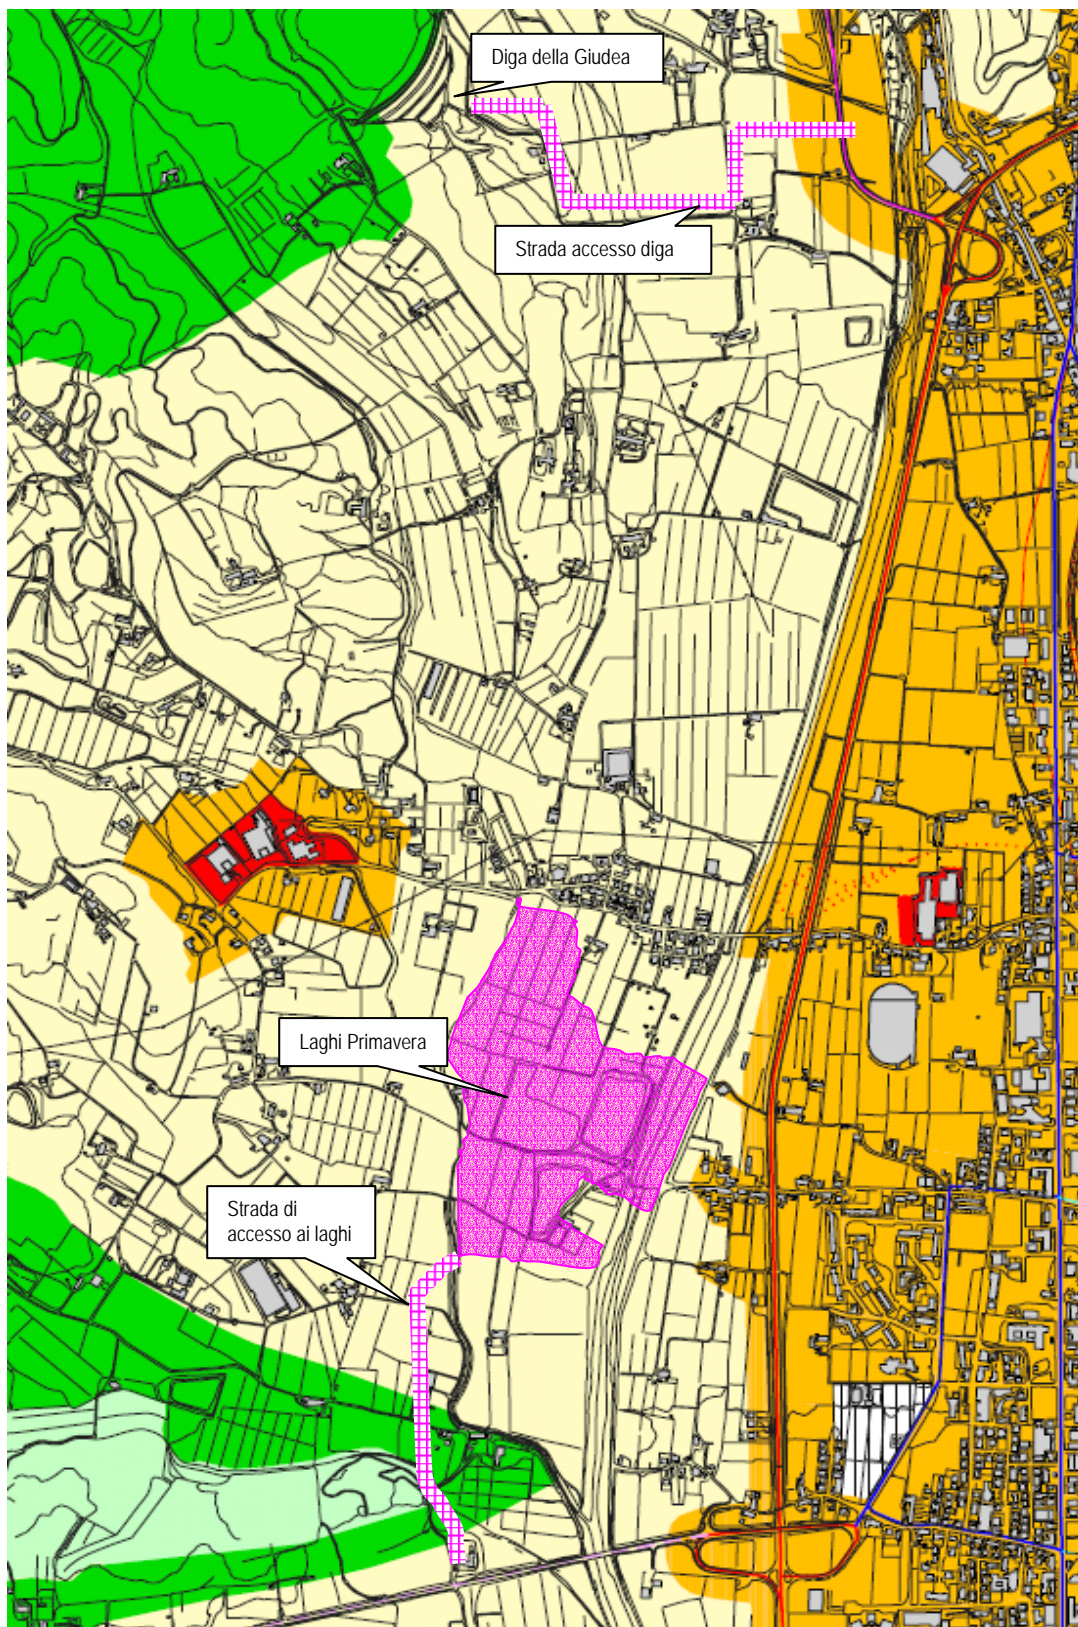 Diga della Giudea
Strada accesso diga
Laghi Primavera
Strada di
accesso ai laghi